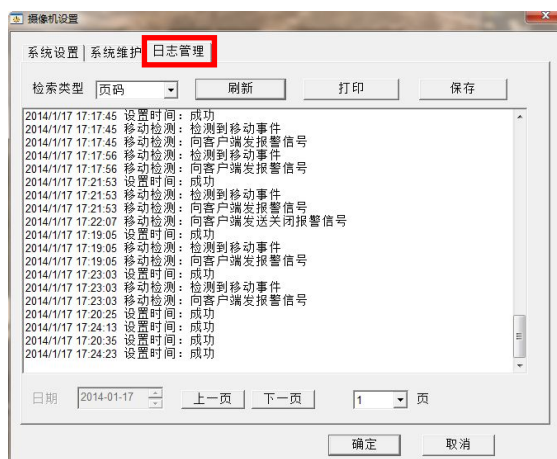 摄像机设置
系统设置 系统维护 日志管理
检索类型 页码 刷新 打印 保存
2014/1/17 17:17:45 设置时间：成功
2014/1/17 17:17:45 移动检测：检测到移动事件
2014/1/17 17:17:45 移动检测：向客户端发报警信号
2014/1/17 17:17:56 移动检测：检测到移动事件
2014/1/17 17:17:56 移动检测：向客户端发报警信号
2014/1/17 17:21:53 设置时间：成功
2014/1/17 17:21:53 移动检测：检测到移动事件
2014/1/17 17:21:53 移动检测：向客户端发报警信号
2014/1/17 17:22:07 移动检测：向客户端发送关闭报警信号
2014/1/17 17:19:05 设置时间：成功
2014/1/17 17:19:05 移动检测：检测到移动事件
2014/1/17 17:19:05 移动检测：向客户端发报警信号
2014/1/17 17:23:03 设置时间：成功
2014/1/17 17:23:03 移动检测：检测到移动事件
2014/1/17 17:23:03 移动检测：向客户端发报警信号
2014/1/17 17:20:25 设置时间：成功
2014/1/17 17:24:13 设置时间：成功
2014/1/17 17:20:35 设置时间：成功
2014/1/17 17:24:23 设置时间：成功
日期 2014-01-17 上一页 下一页 1 页
确定 取消